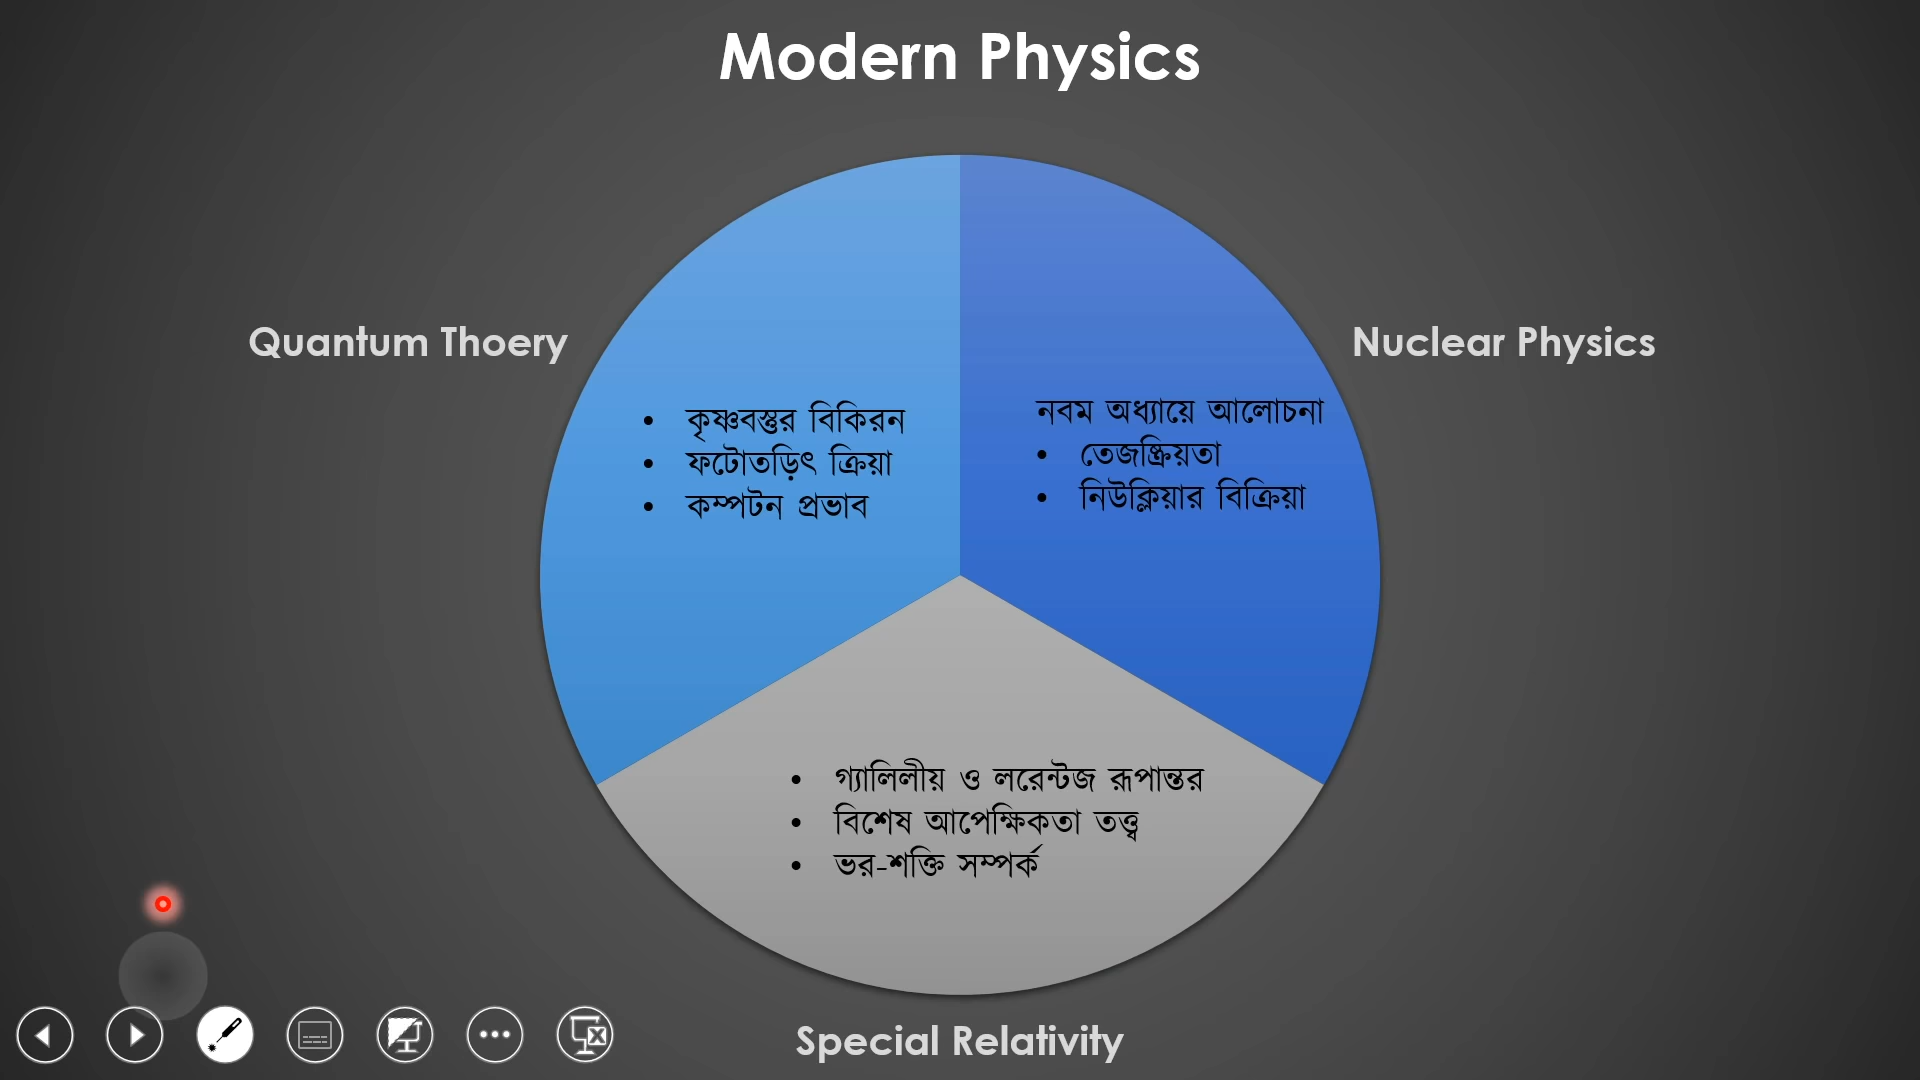 Modern Physics
Quantum Thoery
• কৃষ্ণবস্তুর বিকিরন
• ফটোতড়িৎ ক্রিয়া
• কম্পটন প্রভাব
Nuclear Physics
নবম অধ্যায়ে আলোচনা
• তেজষ্ক্রিয়তা
• নিউক্লিয়ার বিক্রিয়া
• গ্যালিলীয় ও লরেন্টজ রূপান্তর
• বিশেষ আপেক্ষিকতা তত্ত্ব
• ভর-শক্তি সম্পর্ক
Special Relativity